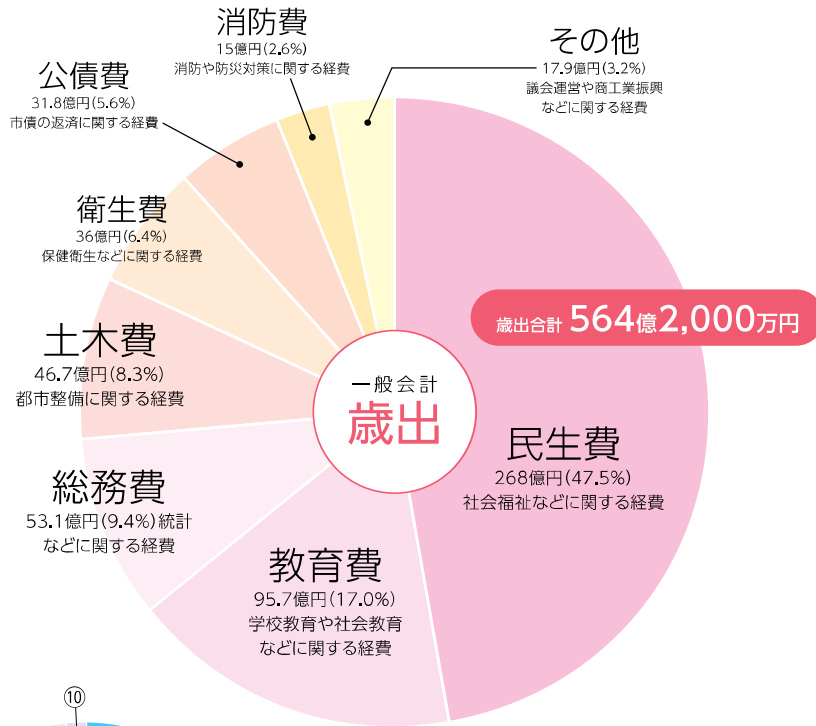 消防費
15億円(2.6%)
消防や防災対策に関する経費
その他
17.9億円(3.2%)
議会運営や商工業振興
などに関する経費
公債費
31.8億円(5.6%)
市債の返済に関する経費
衛生費
36億円(6.4%)
保健衛生などに関する経費
歳出合計 564億2,000万円
土木費
46.7億円(8.3%)
都市整備に関する経費
一般会計
歳出
民生費
268億円(47.5%)
社会福祉などに関する経費
総務費
53.1億円(9.4%)統計
などに関する経費
教育費
95.7億円(17.0%)
学校教育や社会教育
などに関する経費
⑩